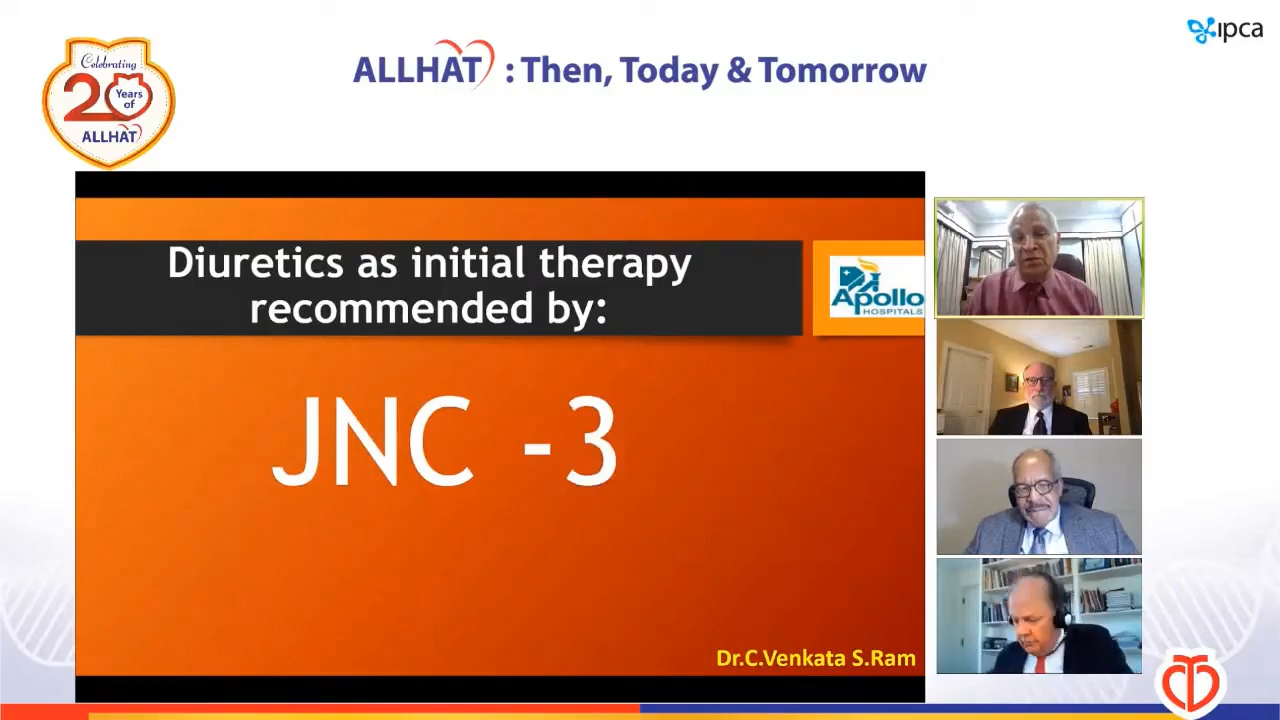 ipca
Celebrating
20
Years
of
ALLHAT
ALLHAT : Then, Today & Tomorrow
Diuretics as initial therapy
recommended by:
Apollo
HOSPITALS
JNC -3
Dr.C.Venkata S.Ram